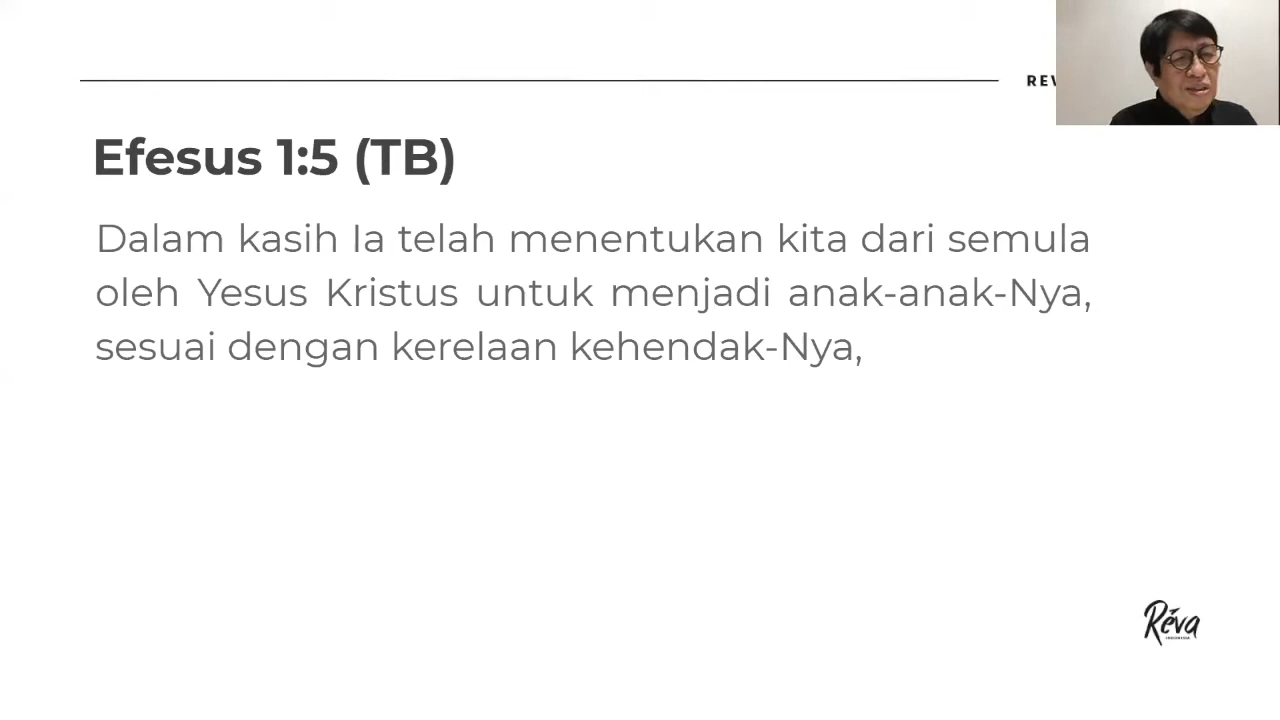 Efesus 1:5 (TB)
Dalam kasih Ia telah menentukan kita dari semula
oleh Yesus Kristus untuk menjadi anak-anak-Nya,
sesuai dengan kerelaan kehendak-Nya,
Réva
INDONESIA